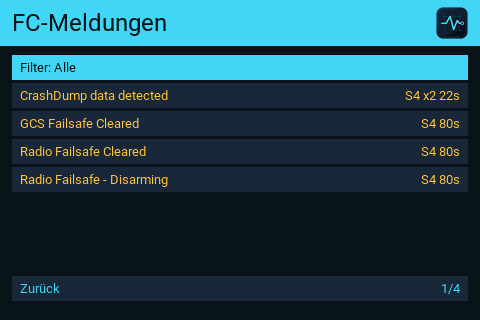 FC-Meldungen
Filter: Alle
CrashDump data detected S4 x2 22s
GCS Failsafe Cleared S4 80s
Radio Failsafe Cleared S4 80s
Radio Failsafe - Disarming S4 80s
Zurück 1/4